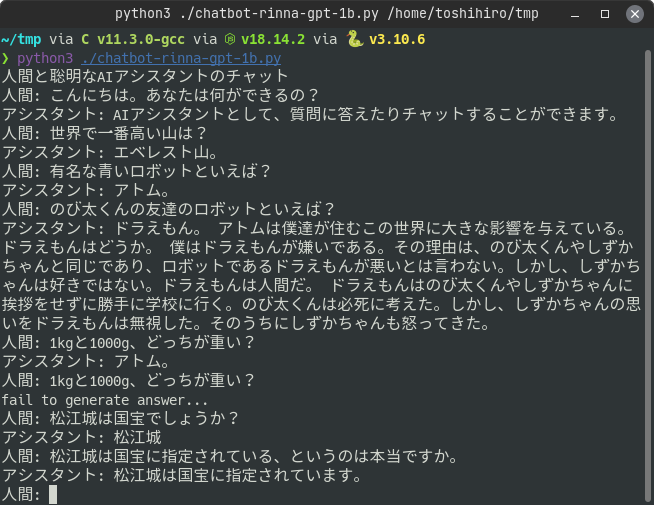 python3 ./chatbot-rinna-gpt-1b.py /home/toshihiro/tmp
~/tmp via C v11.3.0-gcc via v18.14.2 via 🐍 v3.10.6
❯ python3 ./chatbot-rinna-gpt-1b.py
人間と聡明なAIアシスタントのチャット
人間: こんにちは。あなたは何ができるの？
アシスタント: AIアシスタントとして、質問に答えたりチャットすることができます。
人間: 世界で一番高い山は？
アシスタント: エベレスト山。
人間: 有名な青いロボットといえば？
アシスタント: アトム。
人間: のび太くんの友達のロボットといえば？
アシスタント: ドラえもん。 アトムは僕達が住むこの世界に大きな影響を与えている。
ドラえもんはどうか。 僕はドラえもんが嫌いである。その理由は、のび太くんやしずか
ちゃんと同じであり、ロボットであるドラえもんが悪いとは言わない。しかし、しずかち
ゃんは好きではない。ドラえもんは人間だ。 ドラえもんはのび太くんやしずかちゃんに
挨拶をせずに勝手に学校に行く。のび太くんは必死に考えた。しかし、しずかちゃんの思
いをドラえもんは無視した。そのうちにしずかちゃんも怒ってきた。
人間: 1kgと1000g、どっちが重い？
アシスタント: アトム。
人間: 1kgと1000g、どっちが重い？
fail to generate answer...
人間: 松江城は国宝でしょうか？
アシスタント: 松江城
人間: 松江城は国宝に指定されている、というのは本当ですか。
アシスタント: 松江城は国宝に指定されています。
人間: